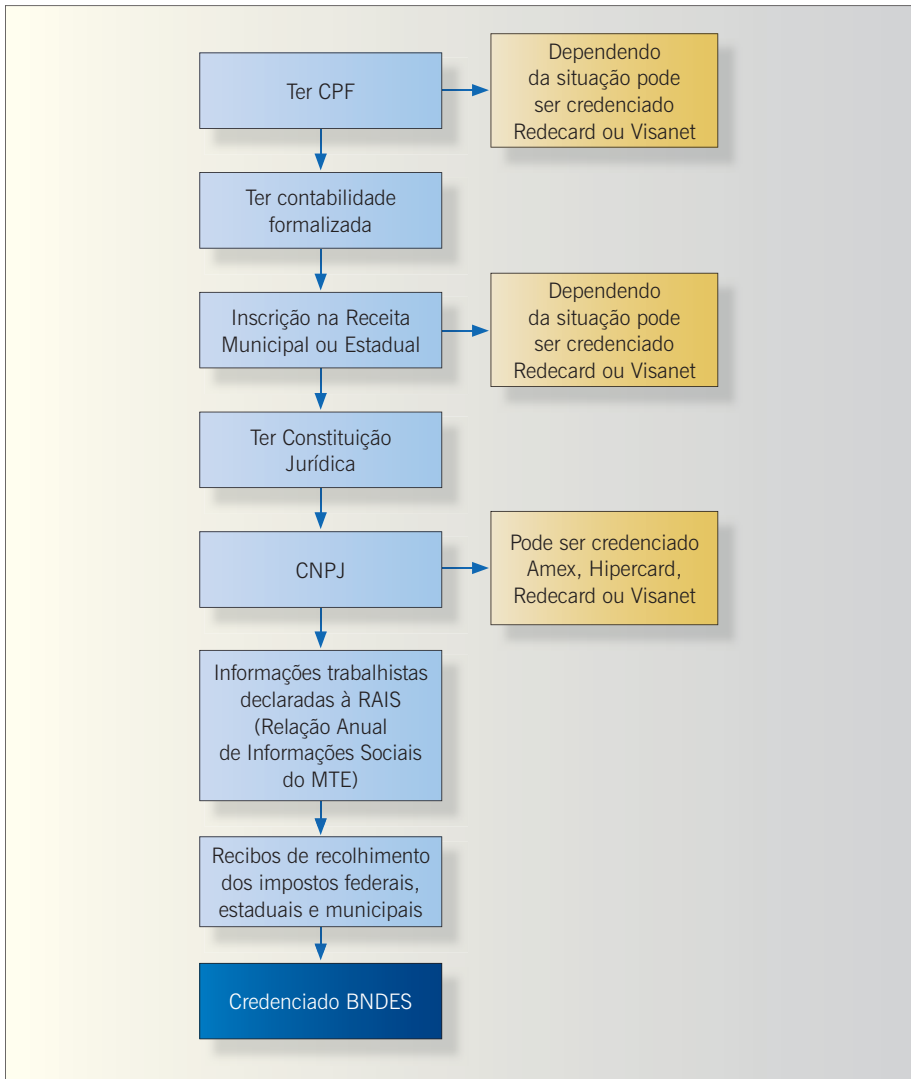 Ter CPF
Dependendo
da situação pode
ser credenciado
Redecard ou Visanet
Ter contabilidade
formalizada
Inscrição na Receita
Municipal ou Estadual
Dependendo
da situação pode
ser credenciado
Redecard ou Visanet
Ter Constituição
Jurídica
CNPJ
Pode ser credenciado
Amex, Hipercard,
Redecard ou Visanet
Informações trabalhistas
declaradas à RAIS
(Relação Anual
de Informações Sociais
do MTE)
Recibos de recolhimento
dos impostos federais,
estaduais e municipais
Credenciado BNDES